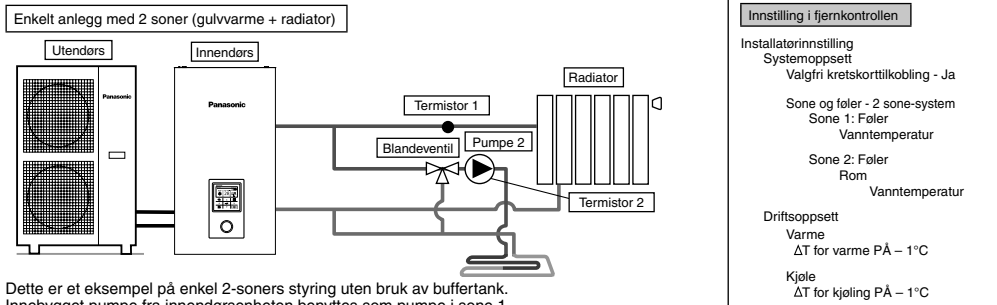 Enkelt anlegg med 2 soner (gulvvarme + radiator)
Utendørs
Innendørs
Panasonic
Panasonic
Radiator
Termistor 1
Blandeventil
Pumpe 2
Termistor 2
Dette er et eksempel på enkel 2-soners styring uten bruk av buffertank.
Innebygget pumpe fra innendørsenheten benyttes som pumpe i sone 1.
Innstilling i fjernkontrollen
Installatørinnstilling
Systemoppsett
Valgfri kretskorttilkobling - Ja
Sone og føler - 2 sone-system
Sone 1: Føler
Vanntemperatur
Sone 2: Føler
Rom
Vanntemperatur
Driftsoppsett
Varme
ΔT for varme PÅ – 1°C
Kjøle
ΔT for kjøling PÅ – 1°C